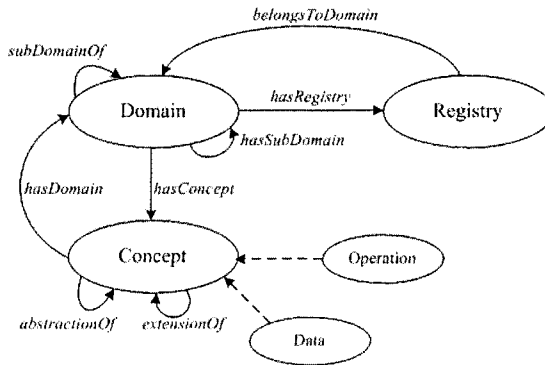 belongsToDomain
subDomainOf
Domain
hasRegistry
Registry
hasSubDomain
hasDomain
hasConcept
Concept
Operation
abstractionOf
extensionOf
Data